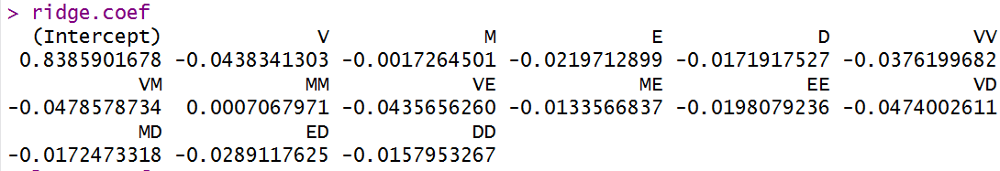 > ridge.coef
(Intercept) V M E D VV
0.8385901678 -0.0438341303 -0.0017264501 -0.0219712899 -0.0171917527 -0.0376199682
VM MM VE ME EE VD
-0.0478578734 0.0007067971 -0.0435656260 -0.0133566837 -0.0198079236 -0.0474002611
MD ED DD
-0.0172473318 -0.0289117625 -0.0157953267